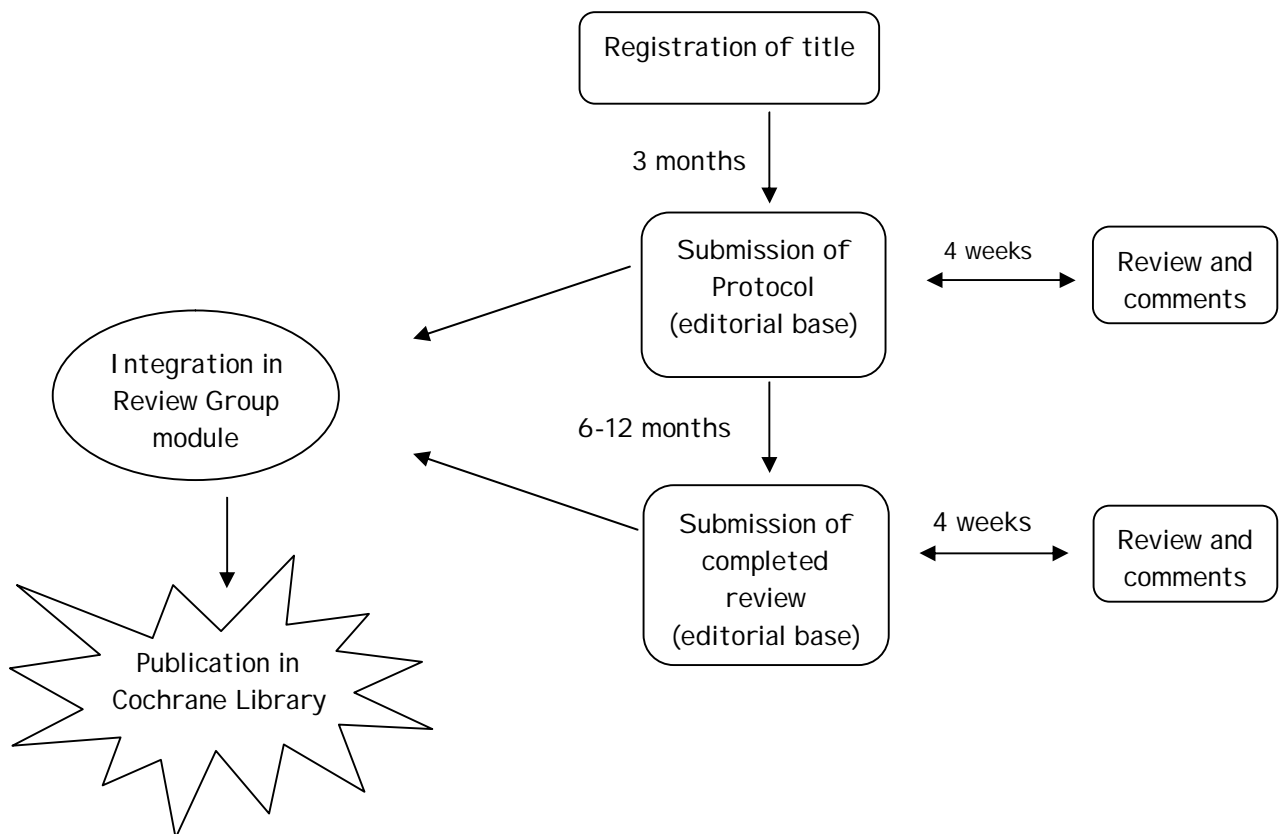 Registration of title
3 months
Submission of
Protocol
(editorial base)
4 weeks
Review and
comments
Integration in
Review Group
module
6-12 months
Submission of
completed
review
(editorial base)
4 weeks
Review and
comments
Publication in
Cochrane Library